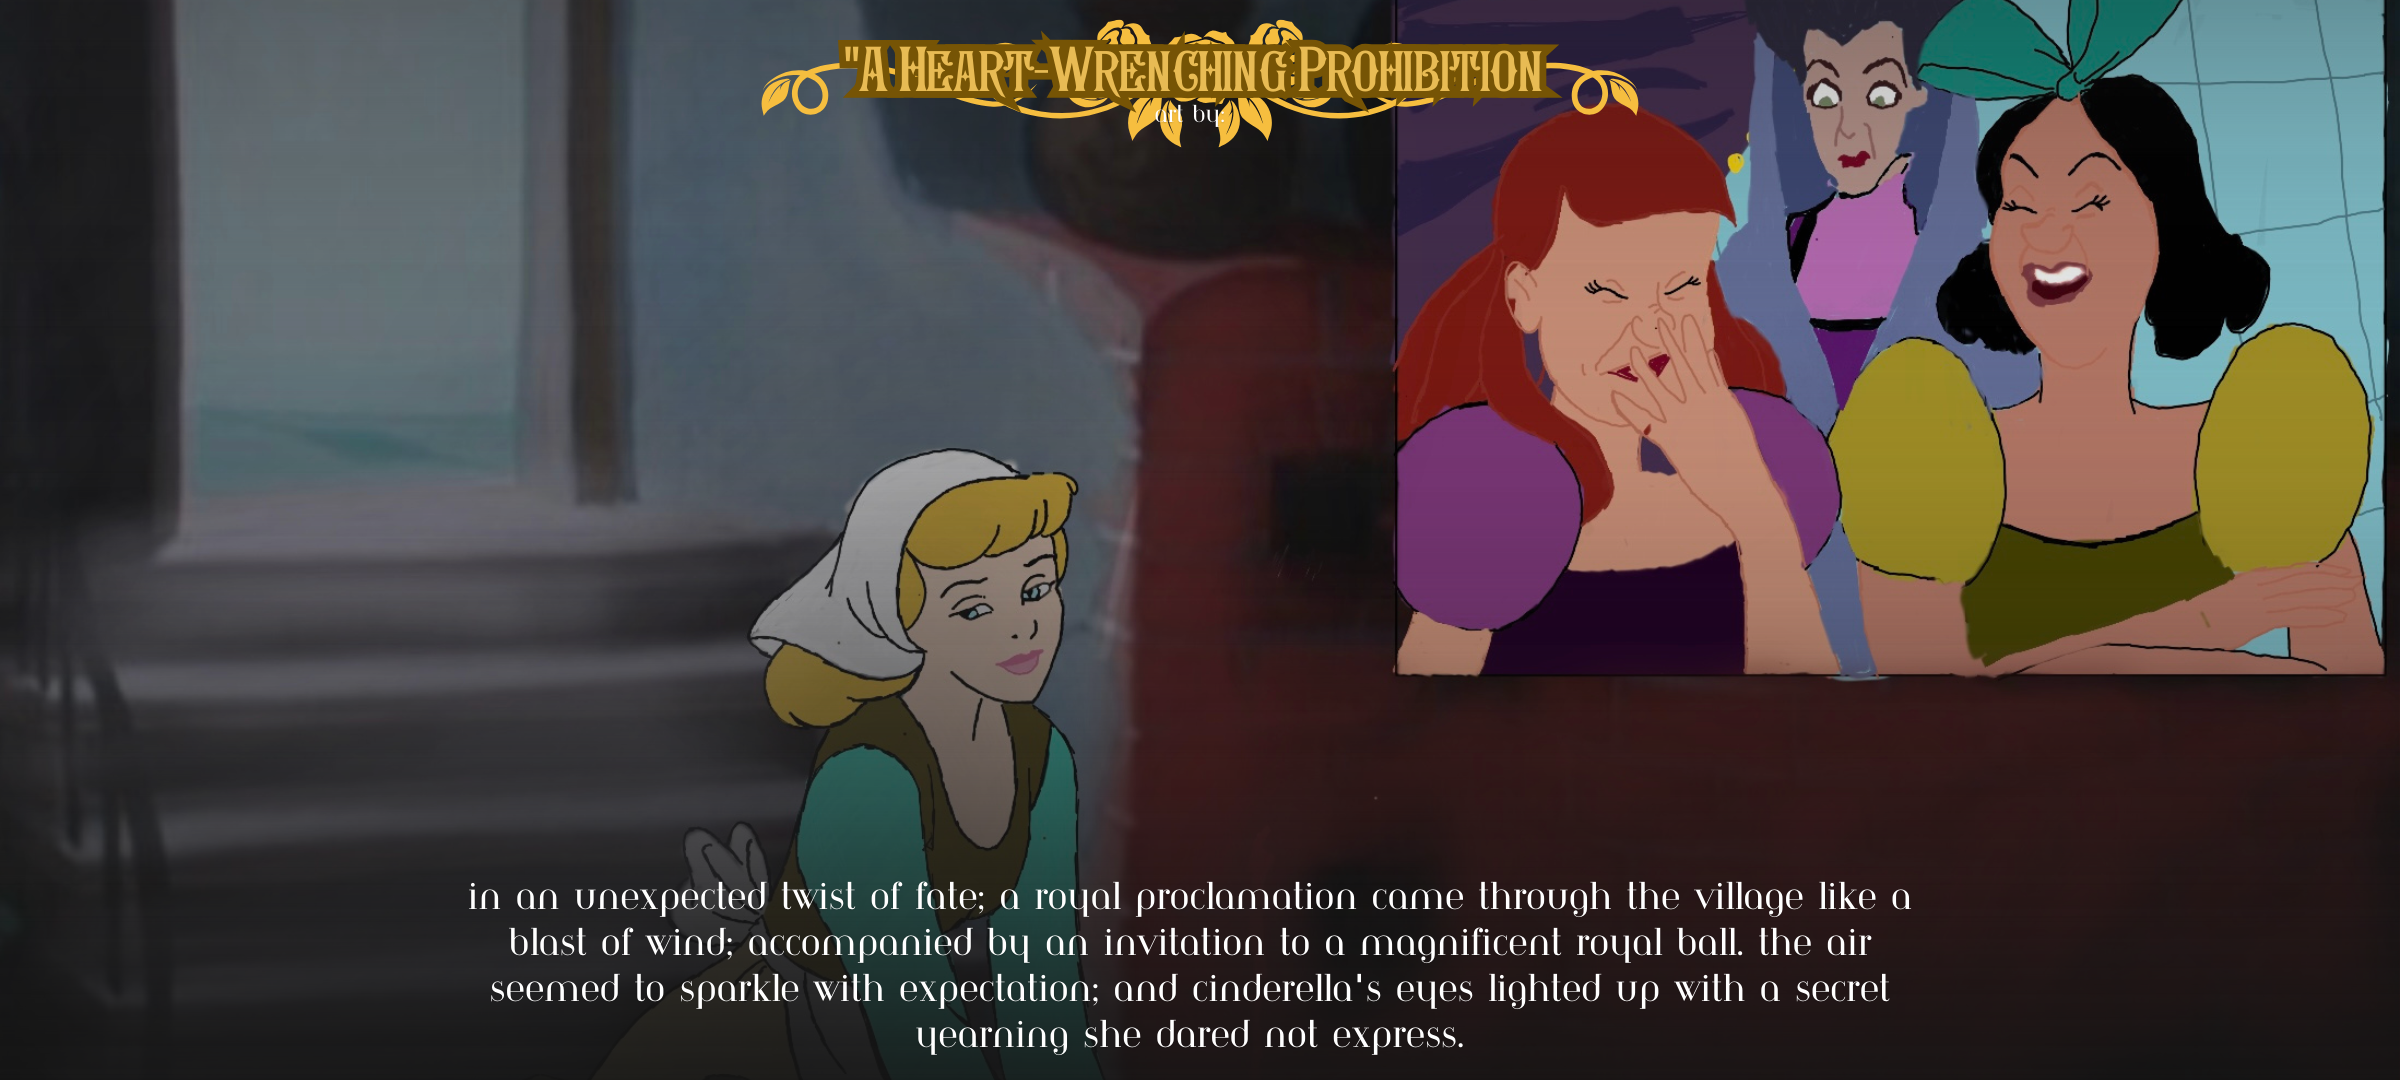 "A Heart-Wrenching Prohibition
art by:
in an unexpected twist of fate; a royal proclamation came through the village like a
blast of wind; accompanied by an invitation to a magnificent royal ball. the air
seemed to sparkle with expectation; and cinderella's eyes lighted up with a secret
yearning she dared not express.